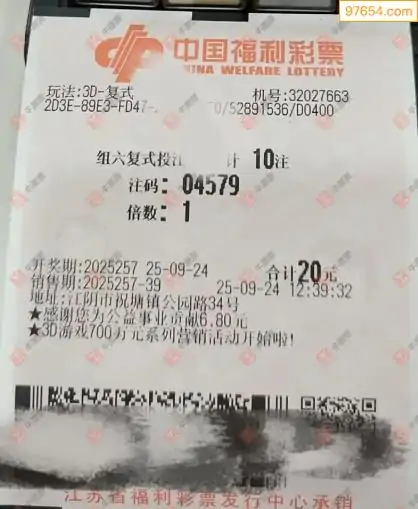 97654.com
中国福利彩票
CHINA WELFARE LOTTERY
玩法:3D-复式 机号:32027663
2D3E-89E3-FD47- 0/52891536/D0400
组六复式投注 计 10注
注码: 04579
倍数: 1
开奖期:2025257 25-09-24 合计20元
销售期:2025257-39 25-09-24 12:39:32
地址:江阴市祝塘镇公园路34号
★感谢您为公益事业贡献6.80元
★3D游戏700万元系列营销活动开始啦!
江苏省福利彩票发行中心承销